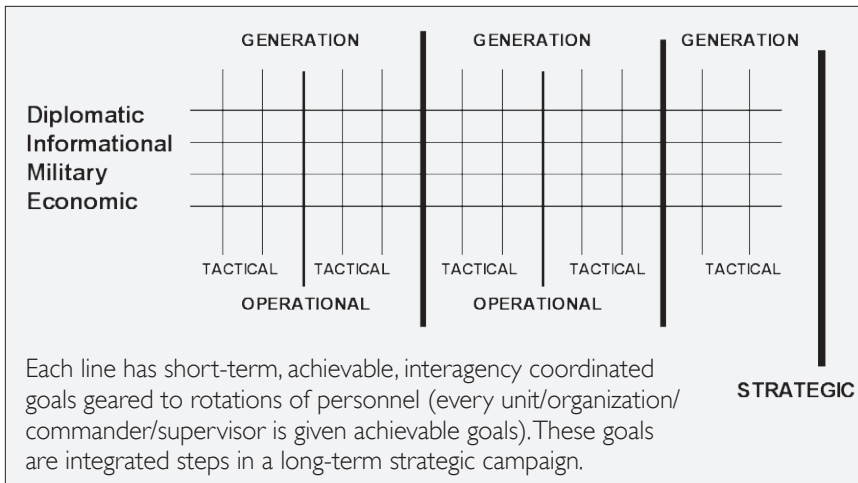 GENERATION GENERATION GENERATION
Diplomatic
Informational
Military
Economic
TACTICAL TACTICAL TACTICAL TACTICAL TACTICAL
OPERATIONAL OPERATIONAL
STRATEGIC
Each line has short-term, achievable, interagency coordinated
goals geared to rotations of personnel (every unit/organization/
commander/supervisor is given achievable goals). These goals
are integrated steps in a long-term strategic campaign.